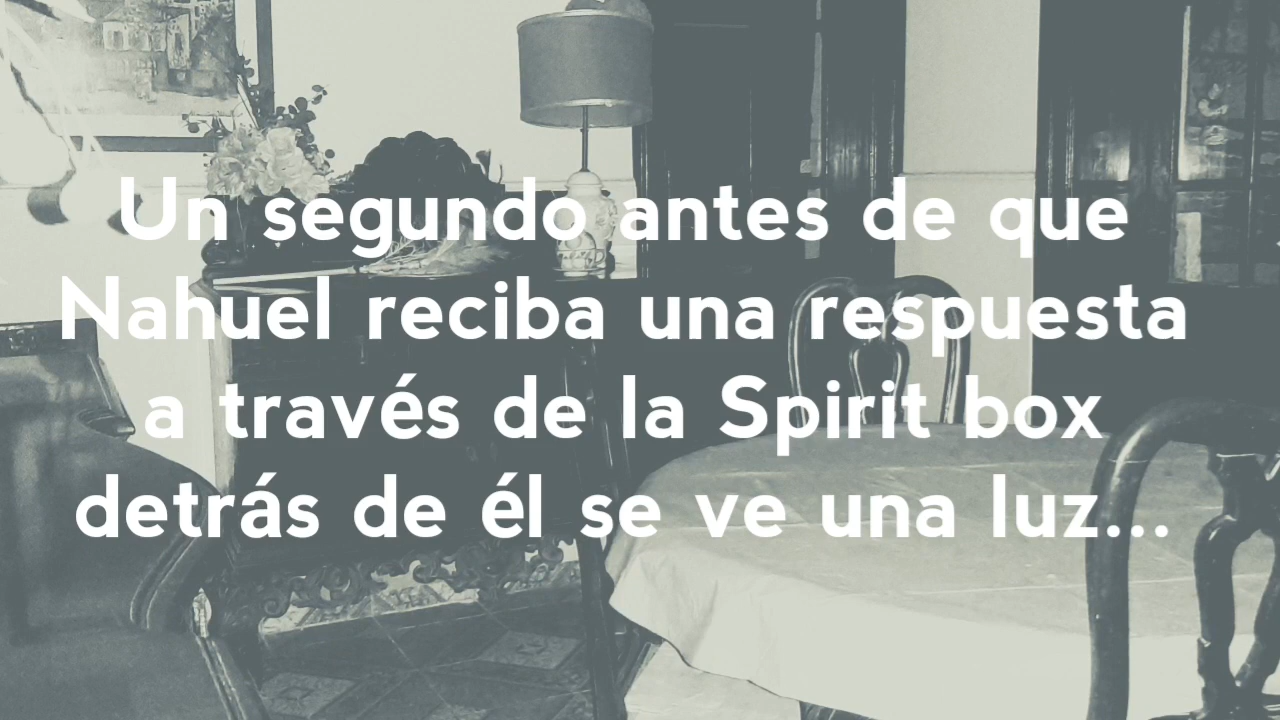 Un segundo antes de que
Nahuel reciba una respuesta
a través de la Spirit box
detrás de él se ve una luz...